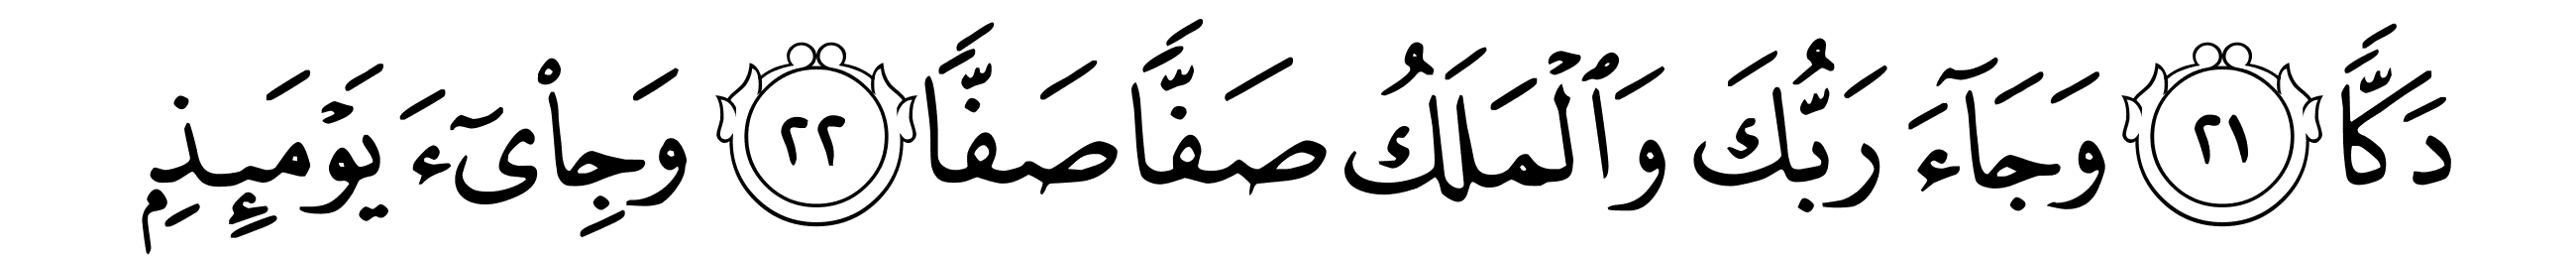 دَكًّا ٢١ وَجَآءَ رَبُّكَ وَٱلْمَلَكُ صَفًّا صَفًّا ٢٢ وَجِا۟ىٓءَ يَوْمَئِذِۭ